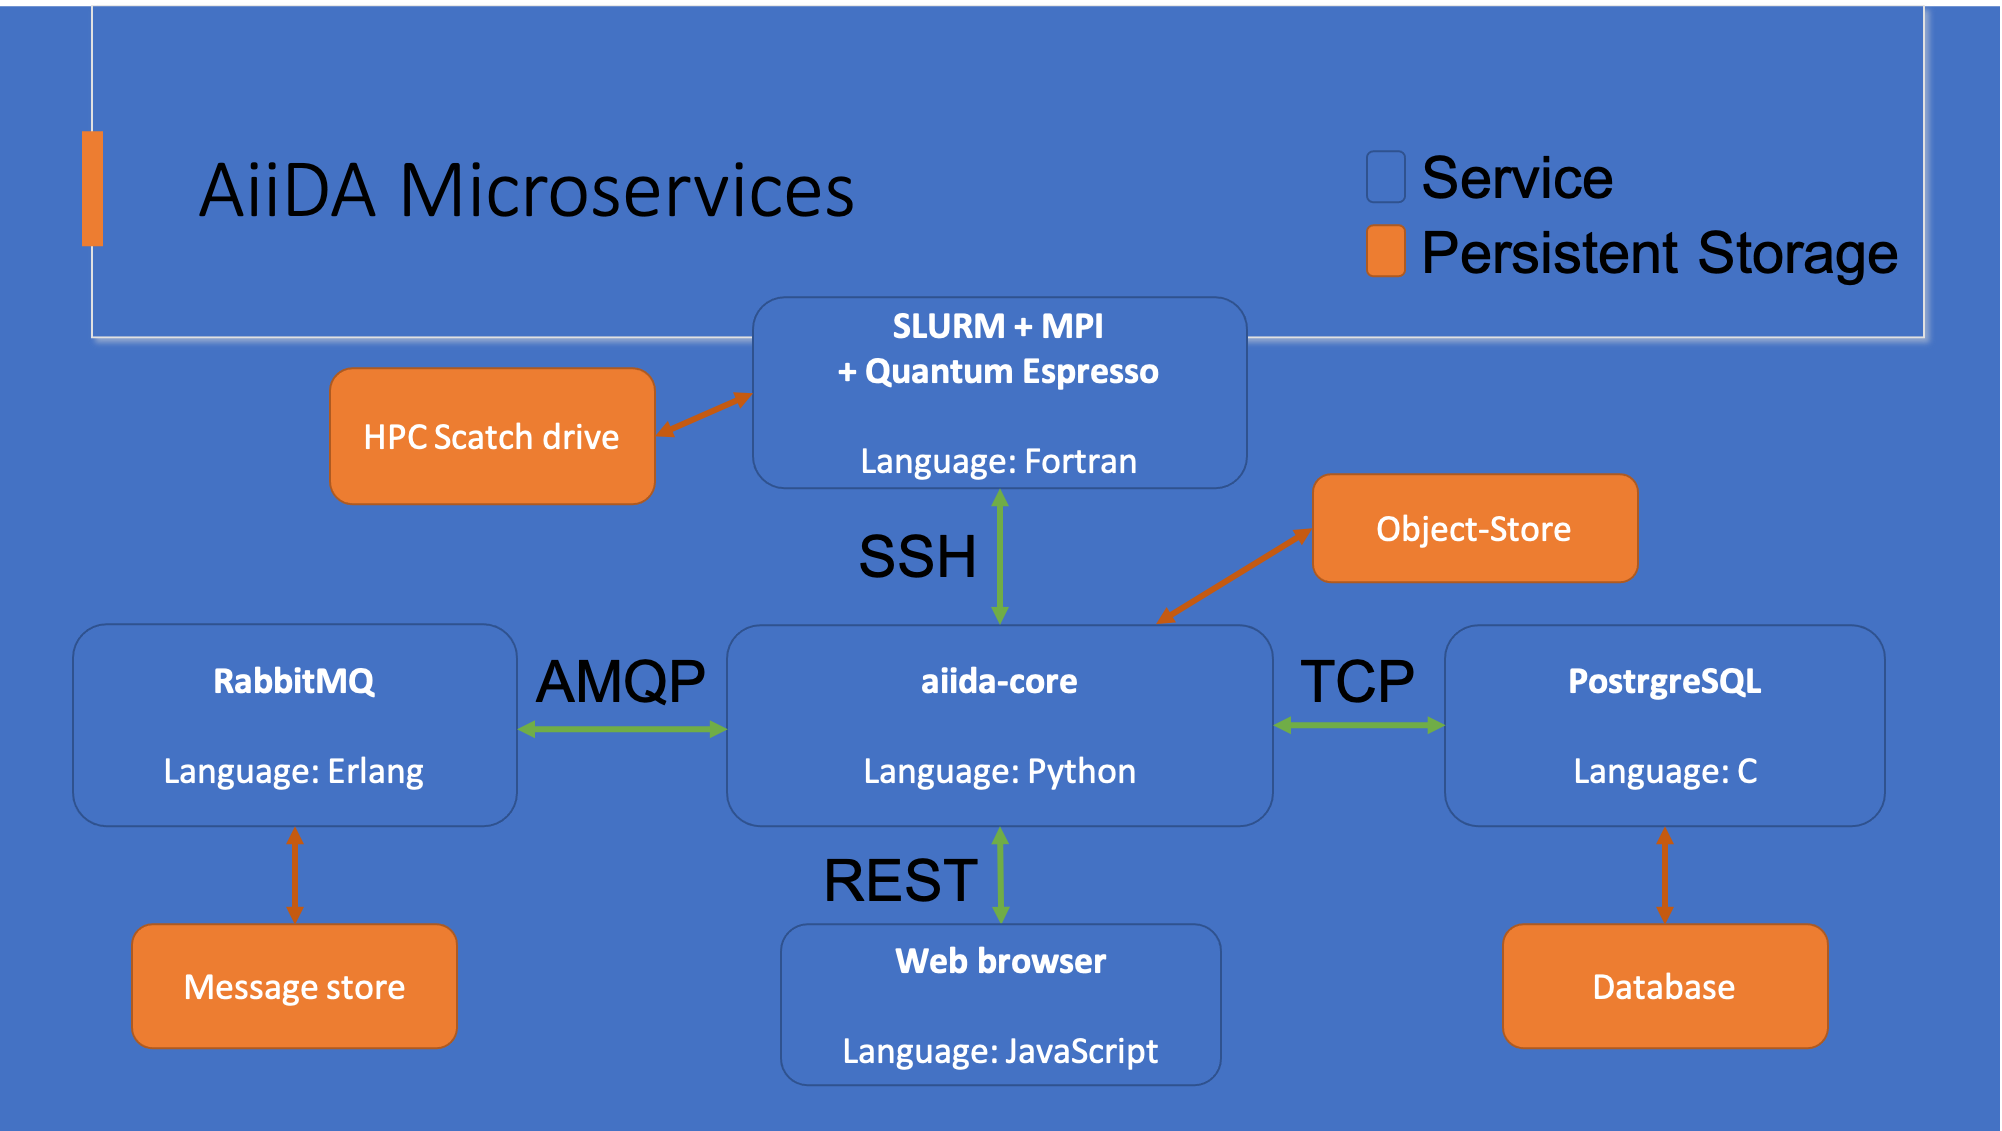 AiiDA Microservices
Service
Persistent Storage
SLURM + MPI
+ Quantum Espresso
Language: Fortran
HPC Scatch drive
Object-Store
SSH
RabbitMQ
Language: Erlang
AMQP
aiida-core
Language: Python
TCP
PostrgreSQL
Language: C
REST
Message store
Web browser
Language: JavaScript
Database